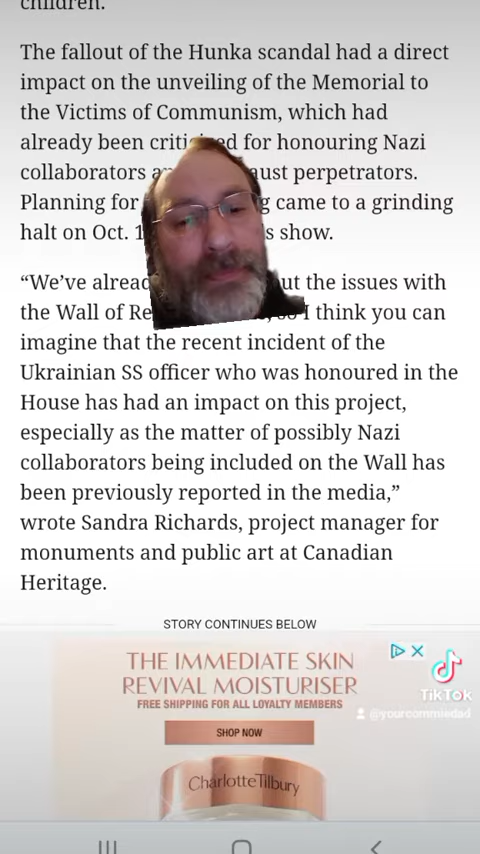 children.
The fallout of the Hunka scandal had a direct
impact on the unveiling of the Memorial to
the Victims of Communism, which had
already been criticised for honouring Nazi
collaborators a aust perpetrators.
Planning for g came to a grinding
halt on Oct. 1 s show.
“We’ve alread ut the issues with
the Wall of Re so I think you can
imagine that the recent incident of the
Ukrainian SS officer who was honoured in the
House has had an impact on this project,
especially as the matter of possibly Nazi
collaborators being included on the Wall has
been previously reported in the media,”
wrote Sandra Richards, project manager for
monuments and public art at Canadian
Heritage.
STORY CONTINUES BELOW
THE IMMEDIATE SKIN
REVIVAL MOISTURISER
FREE SHIPPING FOR ALL LOYALTY MEMBERS
SHOP NOW
Charlotte Tilbury
TikTok
@yourcommiedad